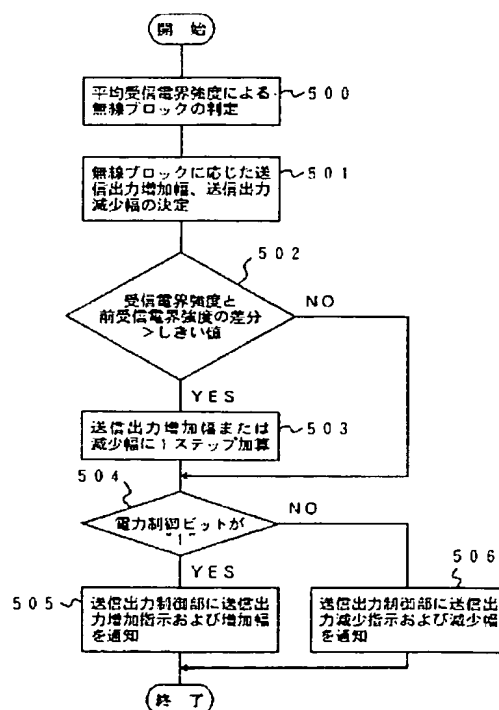 開 始
平均受信電界強度による
無線ブロックの判定
500
無線ブロックに応じた送
信出力増加幅、送信出力
減少幅の決定
501
502
受信電界強度と
前受信電界強度の差分
>しきい値
NO
YES
送信出力増加幅または
減少幅に1ステップ加算
503
504
電力制御ビットが
"1"
NO
YES
505
送信出力制御部に送信出
力増加指示および増加幅
を通知
506
送信出力制御部に送信出
力減少指示および減少幅
を通知
終 了